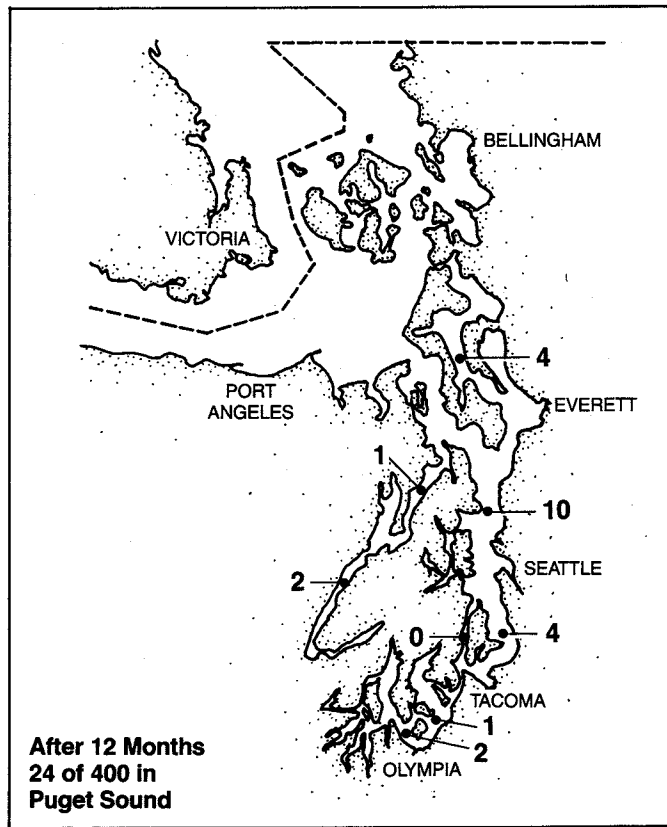 BELLINGHAM
VICTORIA
4
PORT
ANGELES
EVERETT
1
10
2
SEATTLE
0
4
TACOMA
1
2
OLYMPIA
After 12 Months
24 of 400 in
Puget Sound